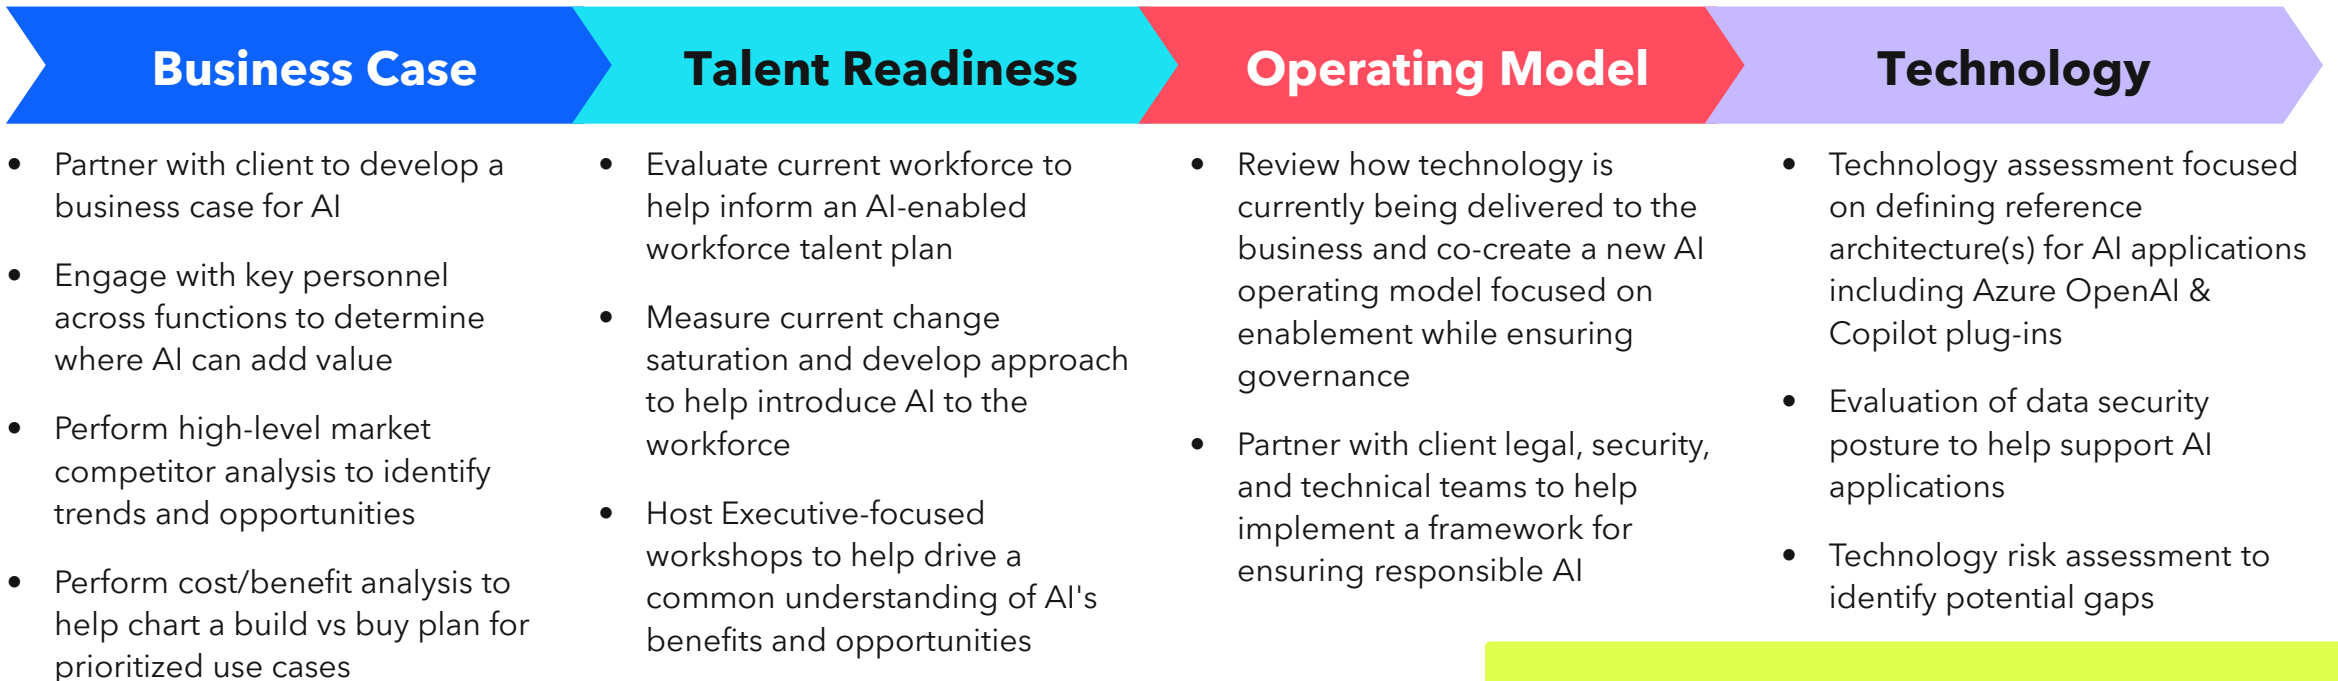 Business Case
• Partner with client to develop a
business case for AI
• Engage with key personnel
across functions to determine
where AI can add value
• Perform high-level market
competitor analysis to identify
trends and opportunities
• Perform cost/benefit analysis to
help chart a build vs buy plan for
prioritized use cases
Talent Readiness
• Evaluate current workforce to
help inform an AI-enabled
workforce talent plan
• Measure current change
saturation and develop approach
to help introduce AI to the
workforce
• Host Executive-focused
workshops to help drive a
common understanding of AI's
benefits and opportunities
Operating Model
• Review how technology is
currently being delivered to the
business and co-create a new AI
operating model focused on
enablement while ensuring
governance
• Partner with client legal, security,
and technical teams to help
implement a framework for
ensuring responsible AI
Technology
• Technology assessment focused
on defining reference
architecture(s) for AI applications
including Azure OpenAI &
Copilot plug-ins
• Evaluation of data security
posture to help support AI
applications
• Technology risk assessment to
identify potential gaps